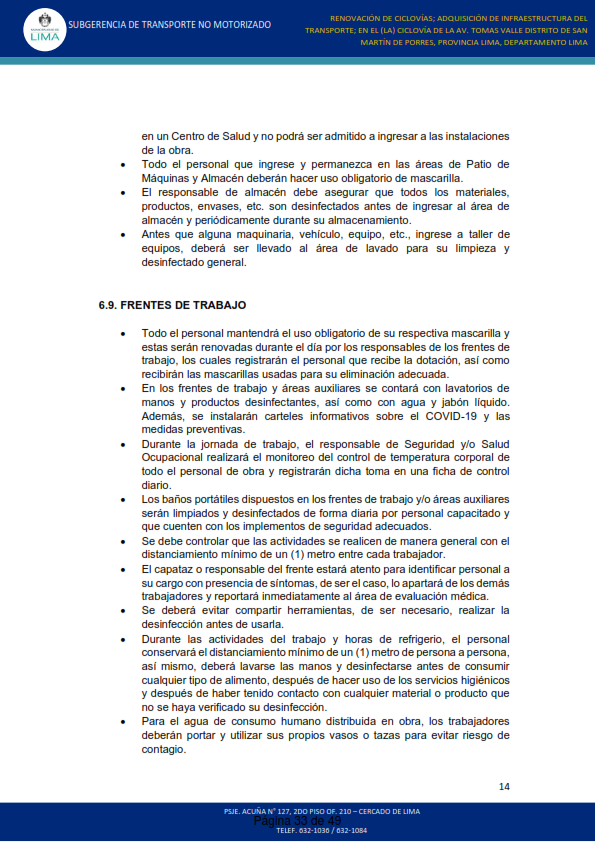 SUBGERENCIA DE TRANSPORTE NO MOTORIZADO
LIMA
RENOVACIÓN DE CICLOVÍAS; ADQUISICIÓN DE INFRAESTRUCTURA DEL
TRANSPORTE; EN EL (LA) CICLOVÍA DE LA AV. TOMAS VALLE DISTRITO DE SAN
MARTÍN DE PORRES, PROVINCIA LIMA, DEPARTAMENTO LIMA
en un Centro de Salud y no podrá ser admitido a ingresar a las instalaciones
de la obra.
• Todo el personal que ingrese y permanezca en las áreas de Patio de
Máquinas y Almacén deberán hacer uso obligatorio de mascarilla.
• El responsable de almacén debe asegurar que todos los materiales,
productos, envases, etc. son desinfectados antes de ingresar al área de
almacén y periódicamente durante su almacenamiento.
• Antes que alguna maquinaria, vehículo, equipo, etc., ingrese a taller de
equipos, deberá ser llevado al área de lavado para su limpieza y
desinfectado general.
6.9. FRENTES DE TRABAJO
• Todo el personal mantendrá el uso obligatorio de su respectiva mascarilla y
estas serán renovadas durante el día por los responsables de los frentes de
trabajo, los cuales registrarán el personal que recibe la dotación, así como
recibirán las mascarillas usadas para su eliminación adecuada.
• En los frentes de trabajo y áreas auxiliares se contará con lavatorios de
manos y productos desinfectantes, así como con agua y jabón líquido.
Además, se instalarán carteles informativos sobre el COVID-19 y las
medidas preventivas.
• Durante la jornada de trabajo, el responsable de Seguridad y/o Salud
Ocupacional realizará el monitoreo del control de temperatura corporal de
todo el personal de obra y registrarán dicha toma en una ficha de control
diario.
• Los baños portátiles dispuestos en los frentes de trabajo y/o áreas auxiliares
serán limpiados y desinfectados de forma diaria por personal capacitado y
que cuenten con los implementos de seguridad adecuados.
• Se debe controlar que las actividades se realicen de manera general con el
distanciamiento mínimo de un (1) metro entre cada trabajador.
• El capataz o responsable del frente estará atento para identificar personal a
su cargo con presencia de síntomas, de ser el caso, lo apartará de los demás
trabajadores y reportará inmediatamente al área de evaluación médica.
• Se deberá evitar compartir herramientas, de ser necesario, realizar la
desinfección antes de usarla.
• Durante las actividades del trabajo y horas de refrigerio, el personal
conservará el distanciamiento mínimo de un (1) metro de persona a persona,
así mismo, deberá lavarse las manos y desinfectarse antes de consumir
cualquier tipo de alimento, después de hacer uso de los servicios higiénicos
y después de haber tenido contacto con cualquier material o producto que
no se haya verificado su desinfección.
• Para el agua de consumo humano distribuida en obra, los trabajadores
deberán portar y utilizar sus propios vasos o tazas para evitar riesgo de
contagio.
14
PSJE. ACUÑA N° 127, 2DO PISO OF. 210 – CERCADO DE LIMA
Página 33 de 49
TELEF. 632-1036 / 632-1084